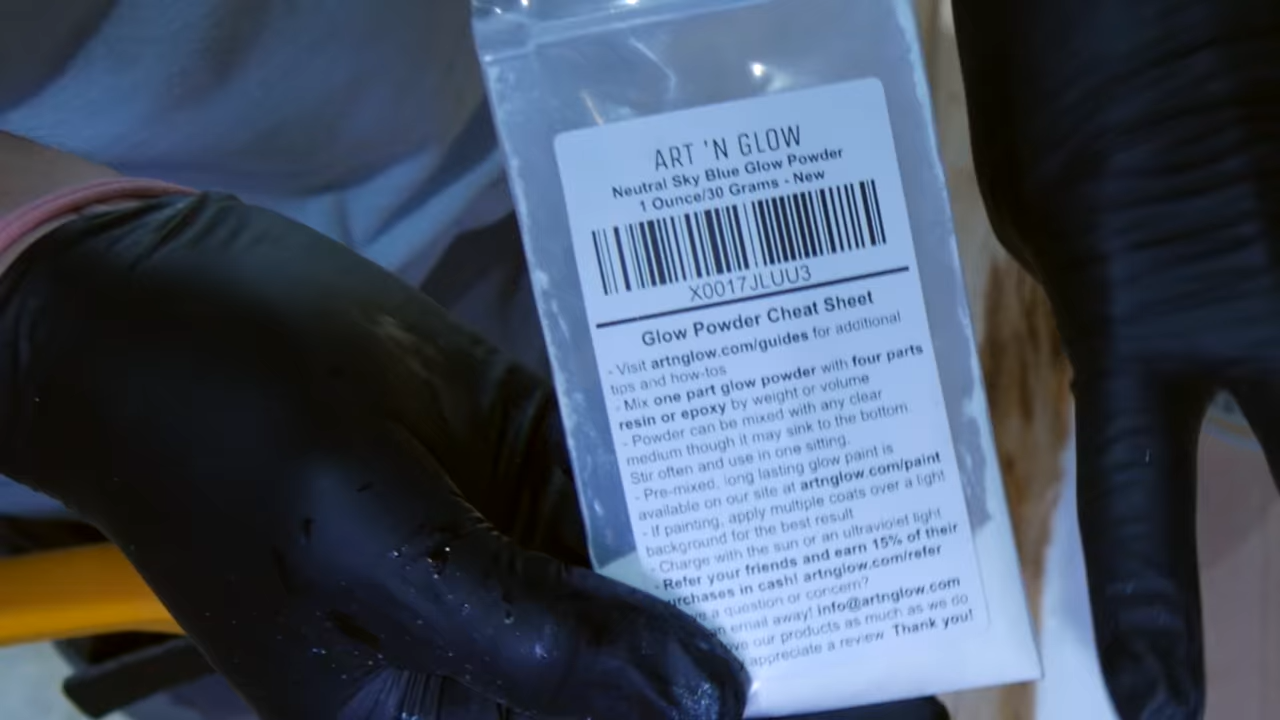 ART 'N GLOW
Neutral Sky Blue Glow Powder
1 Ounce/30 Grams - New
X0017JLUU3
Glow Powder Cheat Sheet
- Visit artnglow.com/guides for additional
tips and how-tos
- Mix one part glow powder with four parts
resin or epoxy by weight or volume
- Powder can be mixed with any clear
medium though it may sink to the bottom.
Stir often and use in one sitting.
- Pre-mixed, long lasting glow paint is
available on our site at artnglow.com/paint
- If painting, apply multiple coats over a light
background for the best result
- Charge with the sun or an ultraviolet light
- Refer your friends and earn 15% of their
urchases in cash! artnglow.com/refer
a question or concern?
email away! info@artnglow.com
our products as much as we do
appreciate a review. Thank you!